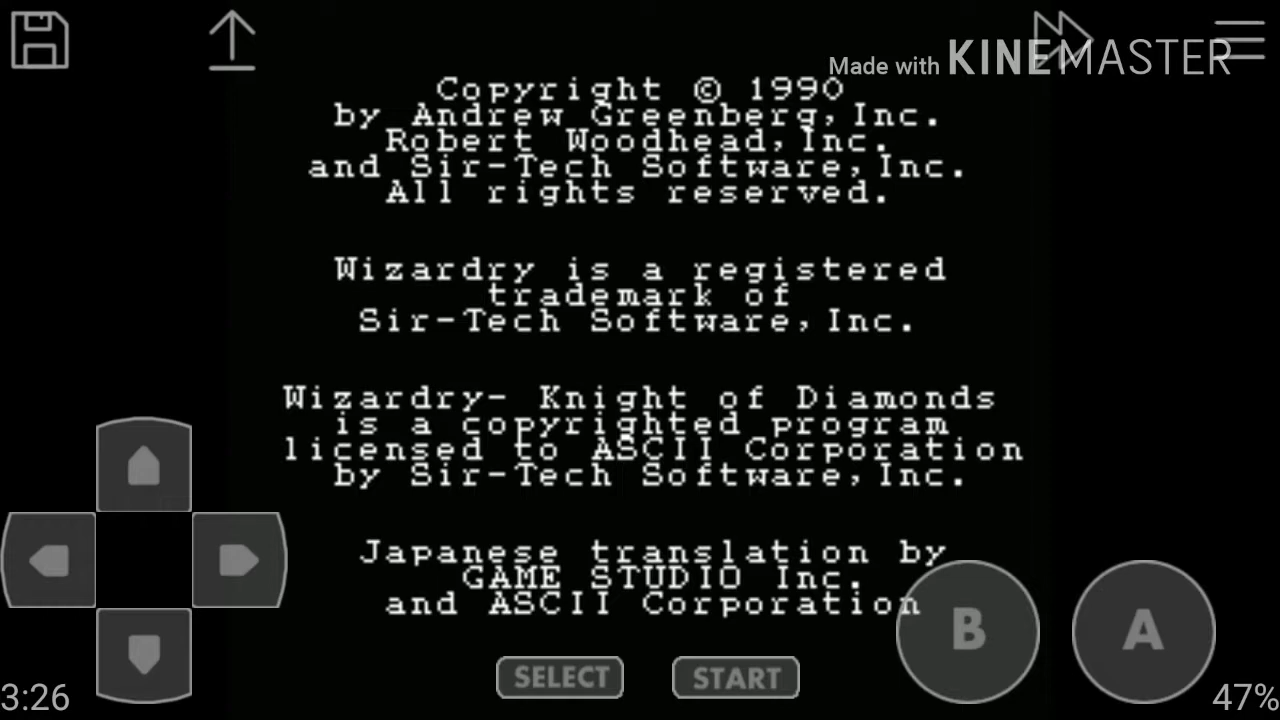 Made with KINEMASTER
Copyright © 1990
by Andrew Greenberg, Inc.
Robert Woodhead, Inc.
and Sir-Tech Software, Inc.
All rights reserved.
Wizardry is a registered
trademark of
Sir-Tech Software, Inc.
Wizardry- Knight of Diamonds
is a copyrighted program
licensed to ASCII Corporation
by Sir-Tech Software, Inc.
Japanese translation by
GAME STUDIO Inc.
and ASCII Corporation
B
A
SELECT
START
3:26
47%